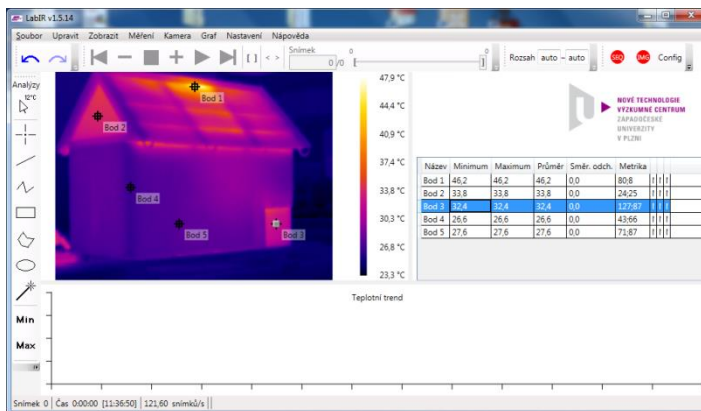 LabIR v1.5.14
Soubor Upravit Zobrazit Měření Kamera Graf Nastavení Nápověda
Snímek
0 /0
0 0
Rozsah auto - auto SEQ IMG Config
Analýzy
12°C
Min
Max
Bod 1
Bod 2
Bod 4
Bod 5
Bod 3
47,9 °C
44,4 °C
40,9 °C
37,4 °C
33,8 °C
30,3 °C
26,8 °C
23,3 °C
NOVÉ TECHNOLOGIE
VÝZKUMNÉ CENTRUM
ZÁPADOČESKÉ
UNIVERZITY
V PLZNI
Název Minimum Maximum Průměr Směr. odch. Metrika
Bod 1 46,2 46,2 46,2 0,0 80;8
Bod 2 33,8 33,8 33,8 0,0 24;25
Bod 3 32,4 32,4 32,4 0,0 127;87
Bod 4 26,6 26,6 26,6 0,0 43;66
Bod 5 27,6 27,6 27,6 0,0 71;87
Teplotní trend
Snímek 0 Čas 0:00:00 [11:36:50] 121,60 snímků/s